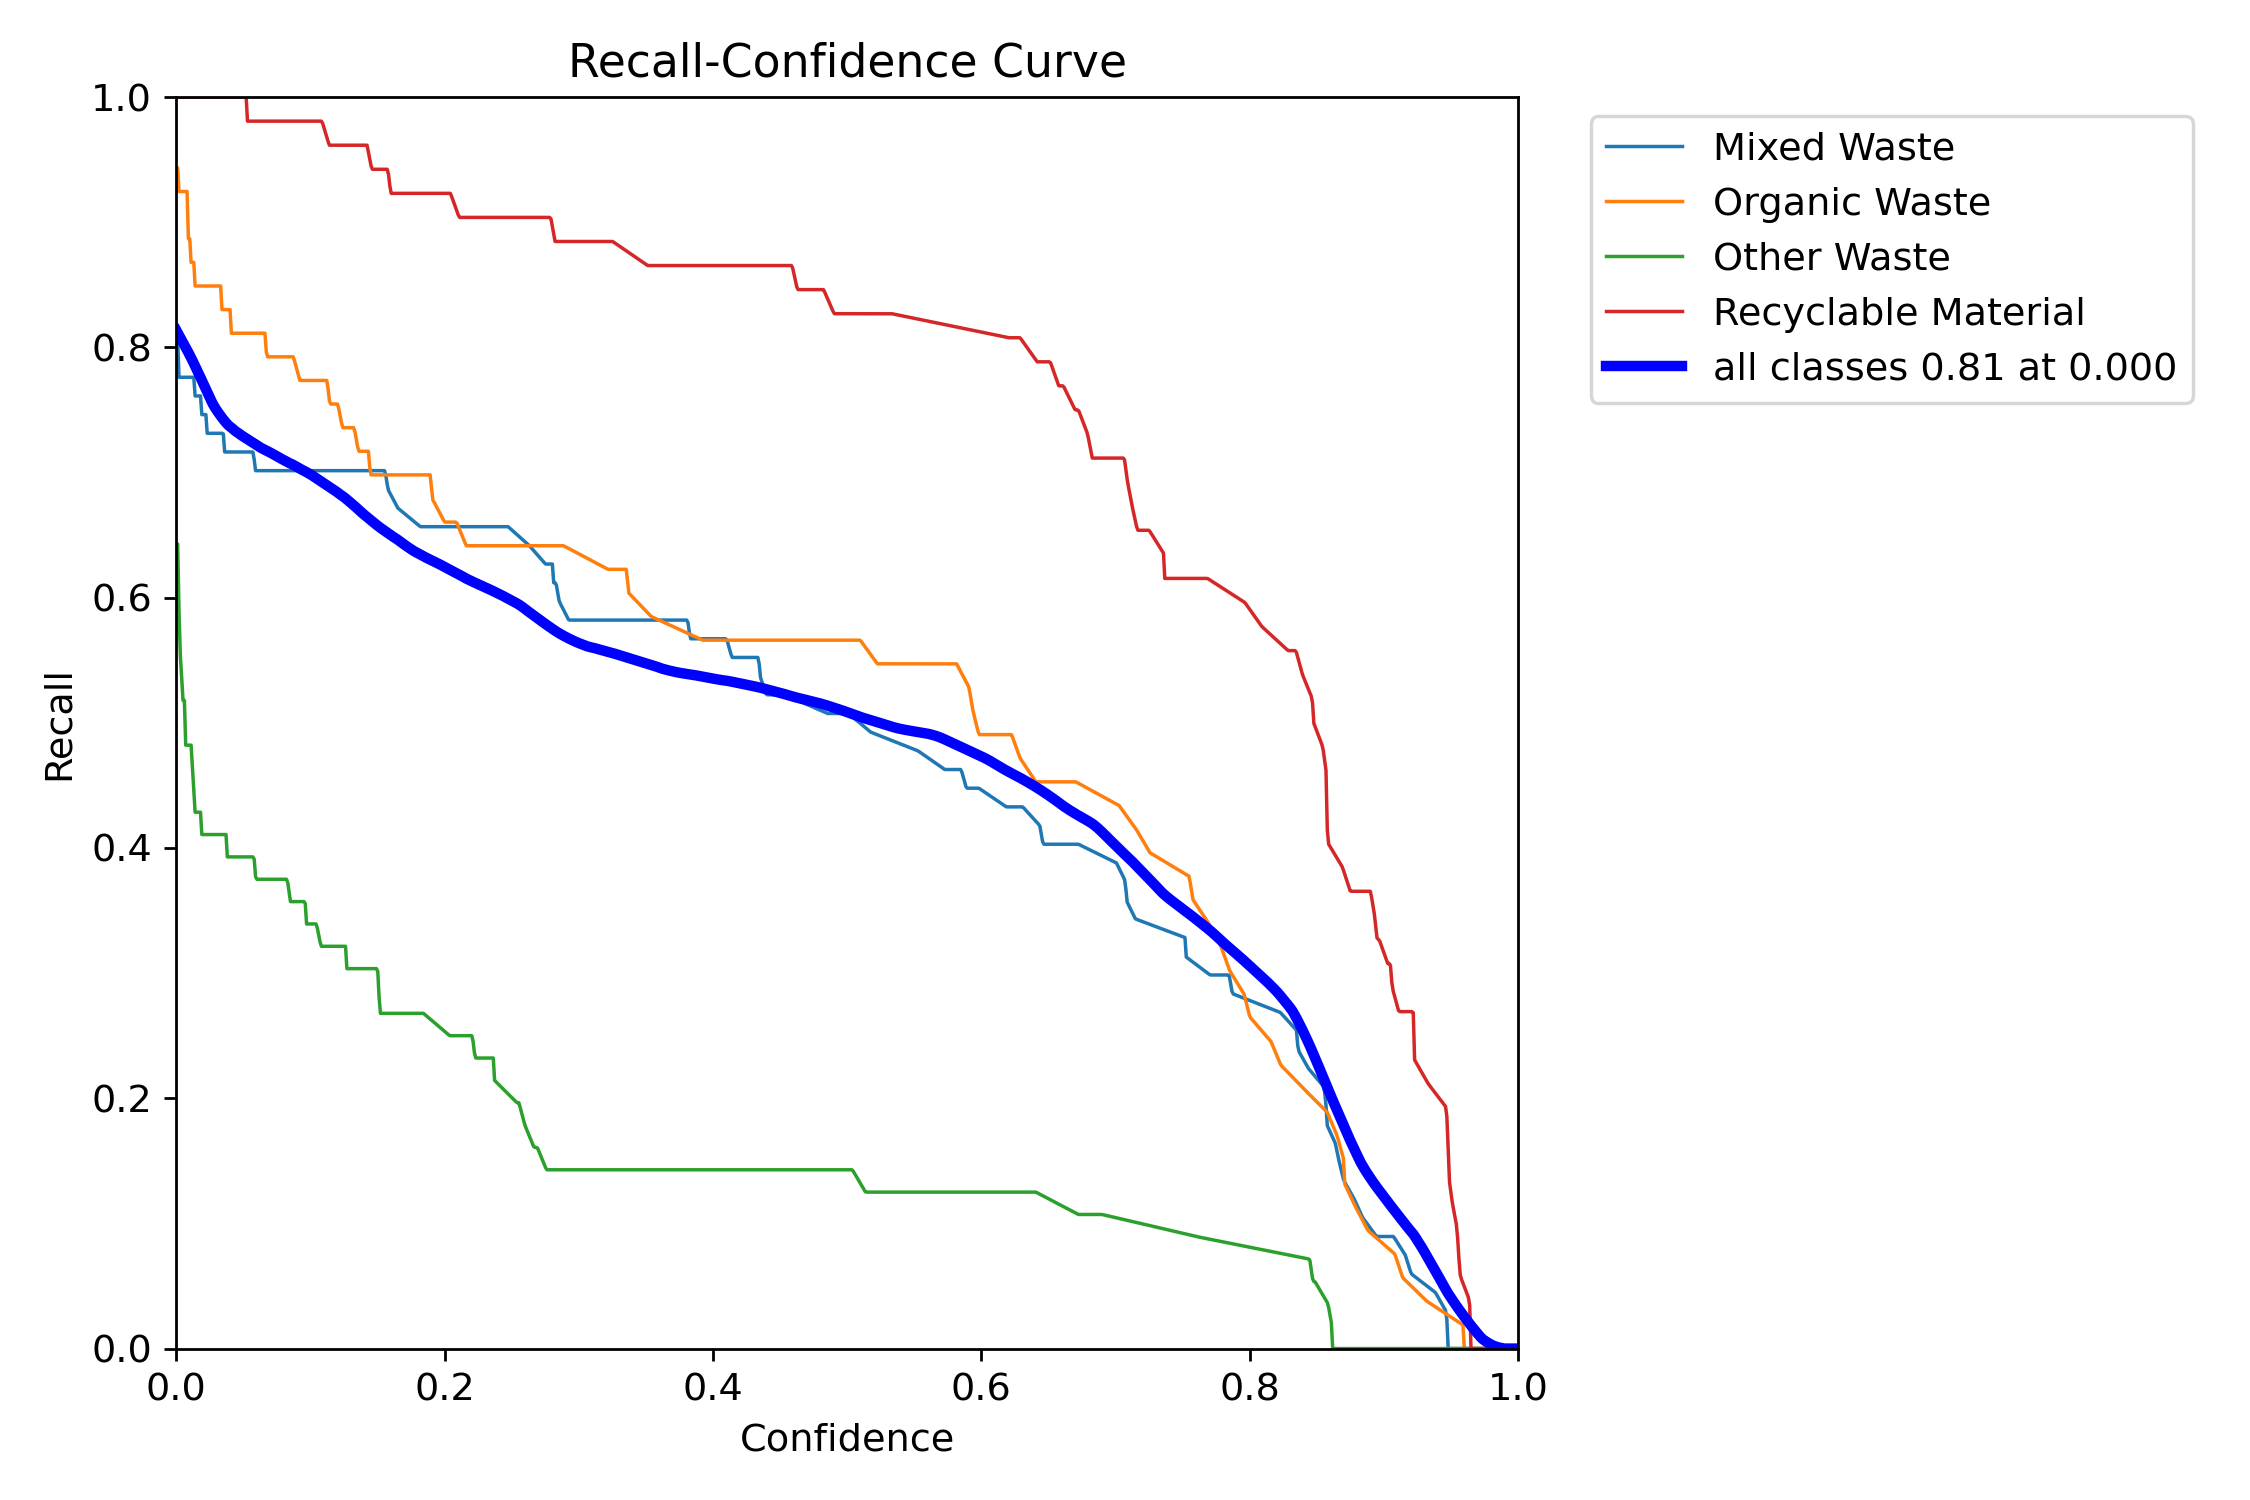 Recall-Confidence Curve
1.0
0.8
0.6
0.4
0.2
0.0
Recall
0.0 0.2 0.4 0.6 0.8 1.0
Confidence
Mixed Waste
Organic Waste
Other Waste
Recyclable Material
all classes 0.81 at 0.000